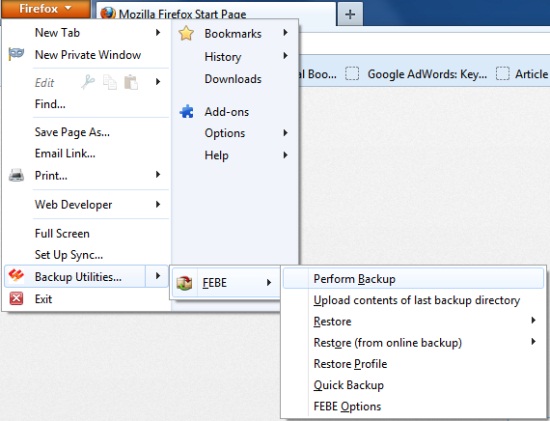 Firefox
Mozilla Firefox Start Page
New Tab
New Private Window
Edit
Find...
Save Page As...
Email Link...
Print...
Web Developer
Full Screen
Set Up Sync...
Backup Utilities...
Exit
Bookmarks
History
Downloads
Add-ons
Options
Help
al Boo...
Google AdWords: Key...
Article
FEBE
Perform Backup
Upload contents of last backup directory
Restore
Restore (from online backup)
Restore Profile
Quick Backup
FEBE Options